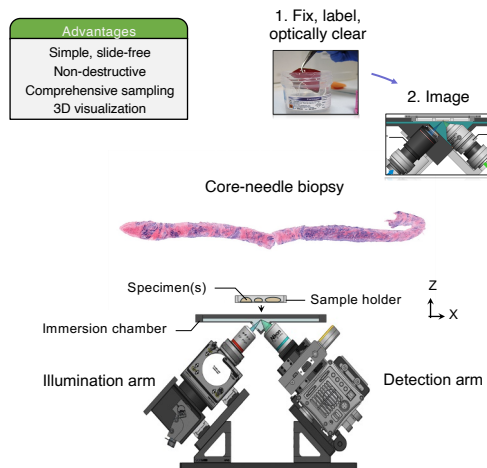 Advantages
Simple, slide-free
Non-destructive
Comprehensive sampling
3D visualization
1. Fix, label,
optically clear
2. Image
Core-needle biopsy
Specimen(s)
Sample holder
Immersion chamber
Z
X
Illumination arm
Detection arm